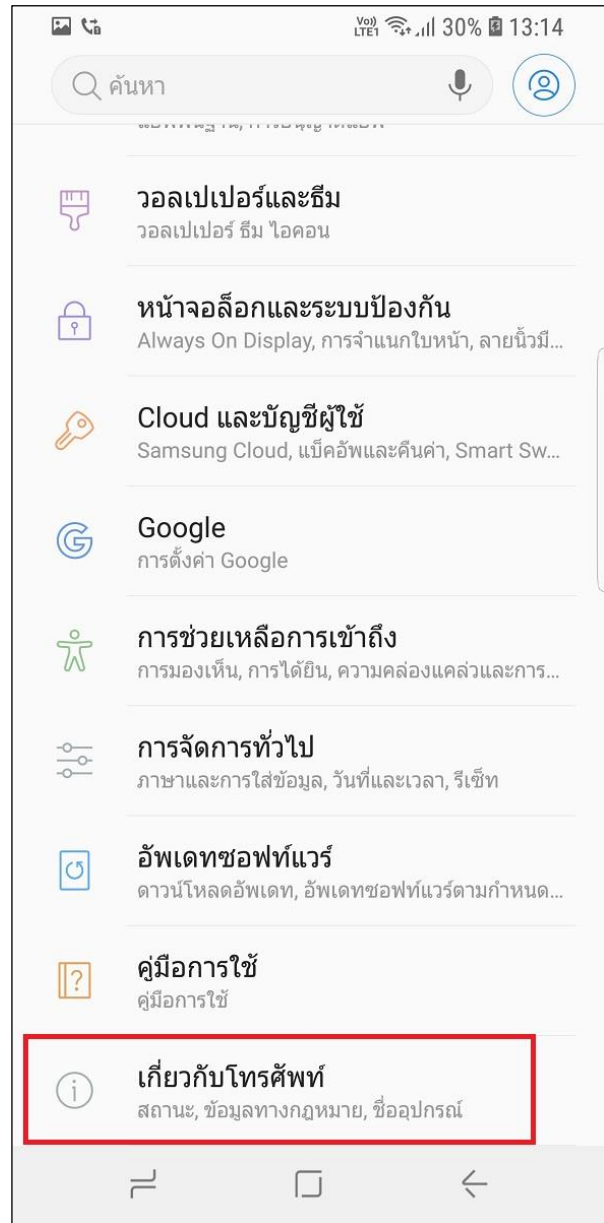 Vo)) LTE1 30% 13:14
ค้นหา
วอลเปเปอร์และธีม
วอลเปเปอร์ ธีม ไอคอน
หน้าจอล็อกและระบบป้องกัน
Always On Display, การจำแนกใบหน้า, ลายนิ้วมื...
Cloud และบัญชีผู้ใช้
Samsung Cloud, แบ็คอัพและคืนค่า, Smart Sw...
Google
การตั้งค่า Google
การช่วยเหลือการเข้าถึง
การมองเห็น, การได้ยิน, ความคล่องแคล่วและการ...
การจัดการทั่วไป
ภาษาและการใส่ข้อมูล, วันที่และเวลา, รีเซ็ท
อัพเดทซอฟท์แวร์
ดาวน์โหลดอัพเดท, อัพเดทซอฟท์แวร์ตามกำหนด...
คู่มือการใช้
คู่มือการใช้
เกี่ยวกับโทรศัพท์
สถานะ, ข้อมูลทางกฎหมาย, ชื่ออุปกรณ์